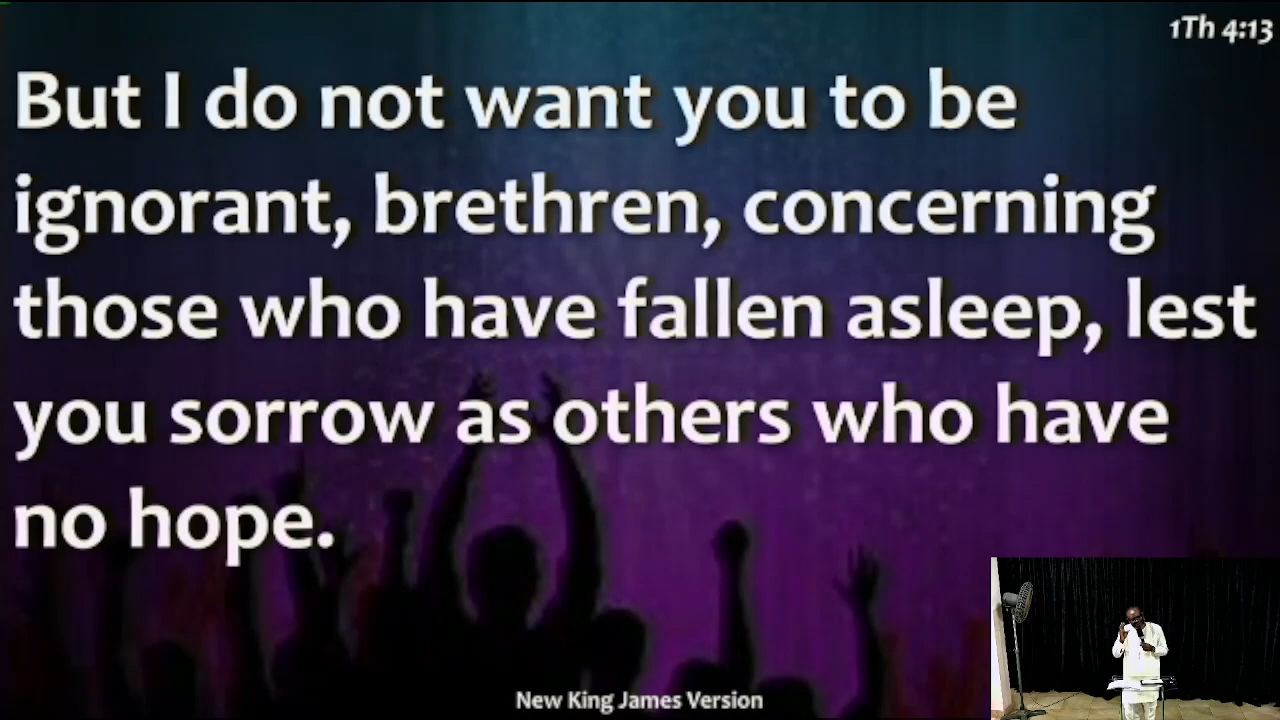 1Th 4:13
But I do not want you to be
ignorant, brethren, concerning
those who have fallen asleep, lest
you sorrow as others who have
no hope.
New King James Version